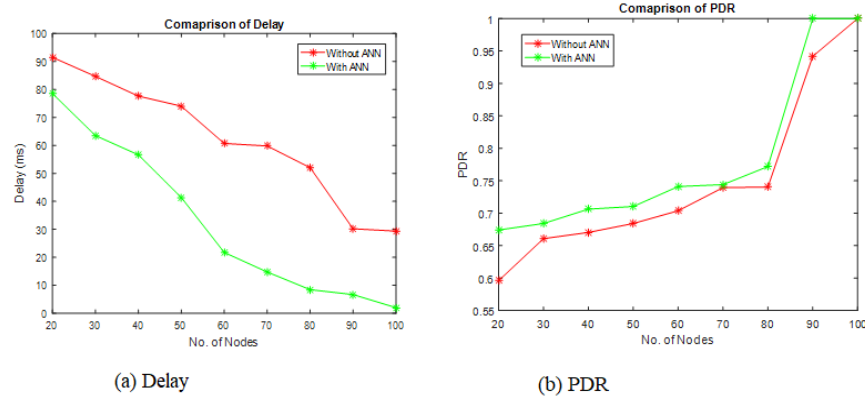 Comaprison of Delay
100
90
80
70
60
50
40
30
20
10
0
Delay (ms)
Without ANN
With ANN
20 30 40 50 60 70 80 90 100
No. of Nodes
(a) Delay
Comaprison of PDR
1
0.95
0.9
0.85
0.8
0.75
0.7
0.65
0.6
0.55
PDR
Without ANN
With ANN
20 30 40 50 60 70 80 90 100
No. of Nodes
(b) PDR